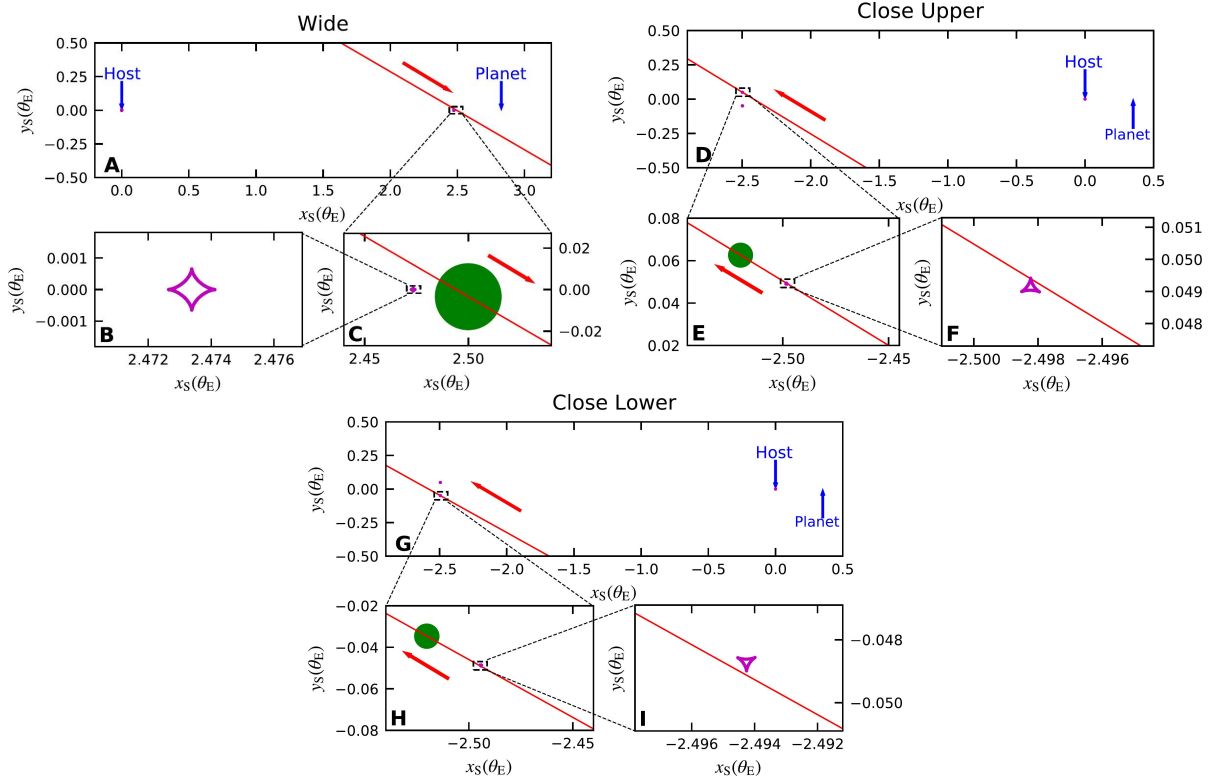 Wide
0.50
0.25
0.00
−0.25
−0.50
yS(θE)
Host
Planet
A
0.0 0.5 1.0 1.5 2.0 2.5 3.0
xS(θE)
0.001
0.000
−0.001
yS(θE)
B
2.472 2.474 2.476
xS(θE)
yS(θE)
C
0.02
0.00
−0.02
2.45 2.50
xS(θE)
Close Upper
0.50
0.25
0.00
−0.25
−0.50
yS(θE)
Host
Planet
D
−2.5 −2.0 −1.5 −1.0 −0.5 0.0 0.5
xS(θE)
0.08
0.06
0.04
0.02
yS(θE)
E
−2.50 −2.45
xS(θE)
yS(θE)
F
0.051
0.050
0.049
0.048
−2.500 −2.498 −2.496
xS(θE)
Close Lower
0.50
0.25
0.00
−0.25
−0.50
yS(θE)
Host
Planet
G
−2.5 −2.0 −1.5 −1.0 −0.5 0.0 0.5
xS(θE)
−0.02
−0.04
−0.06
−0.08
yS(θE)
H
−2.50 −2.45
xS(θE)
yS(θE)
I
−0.048
−0.050
−2.496 −2.494 −2.492
xS(θE)